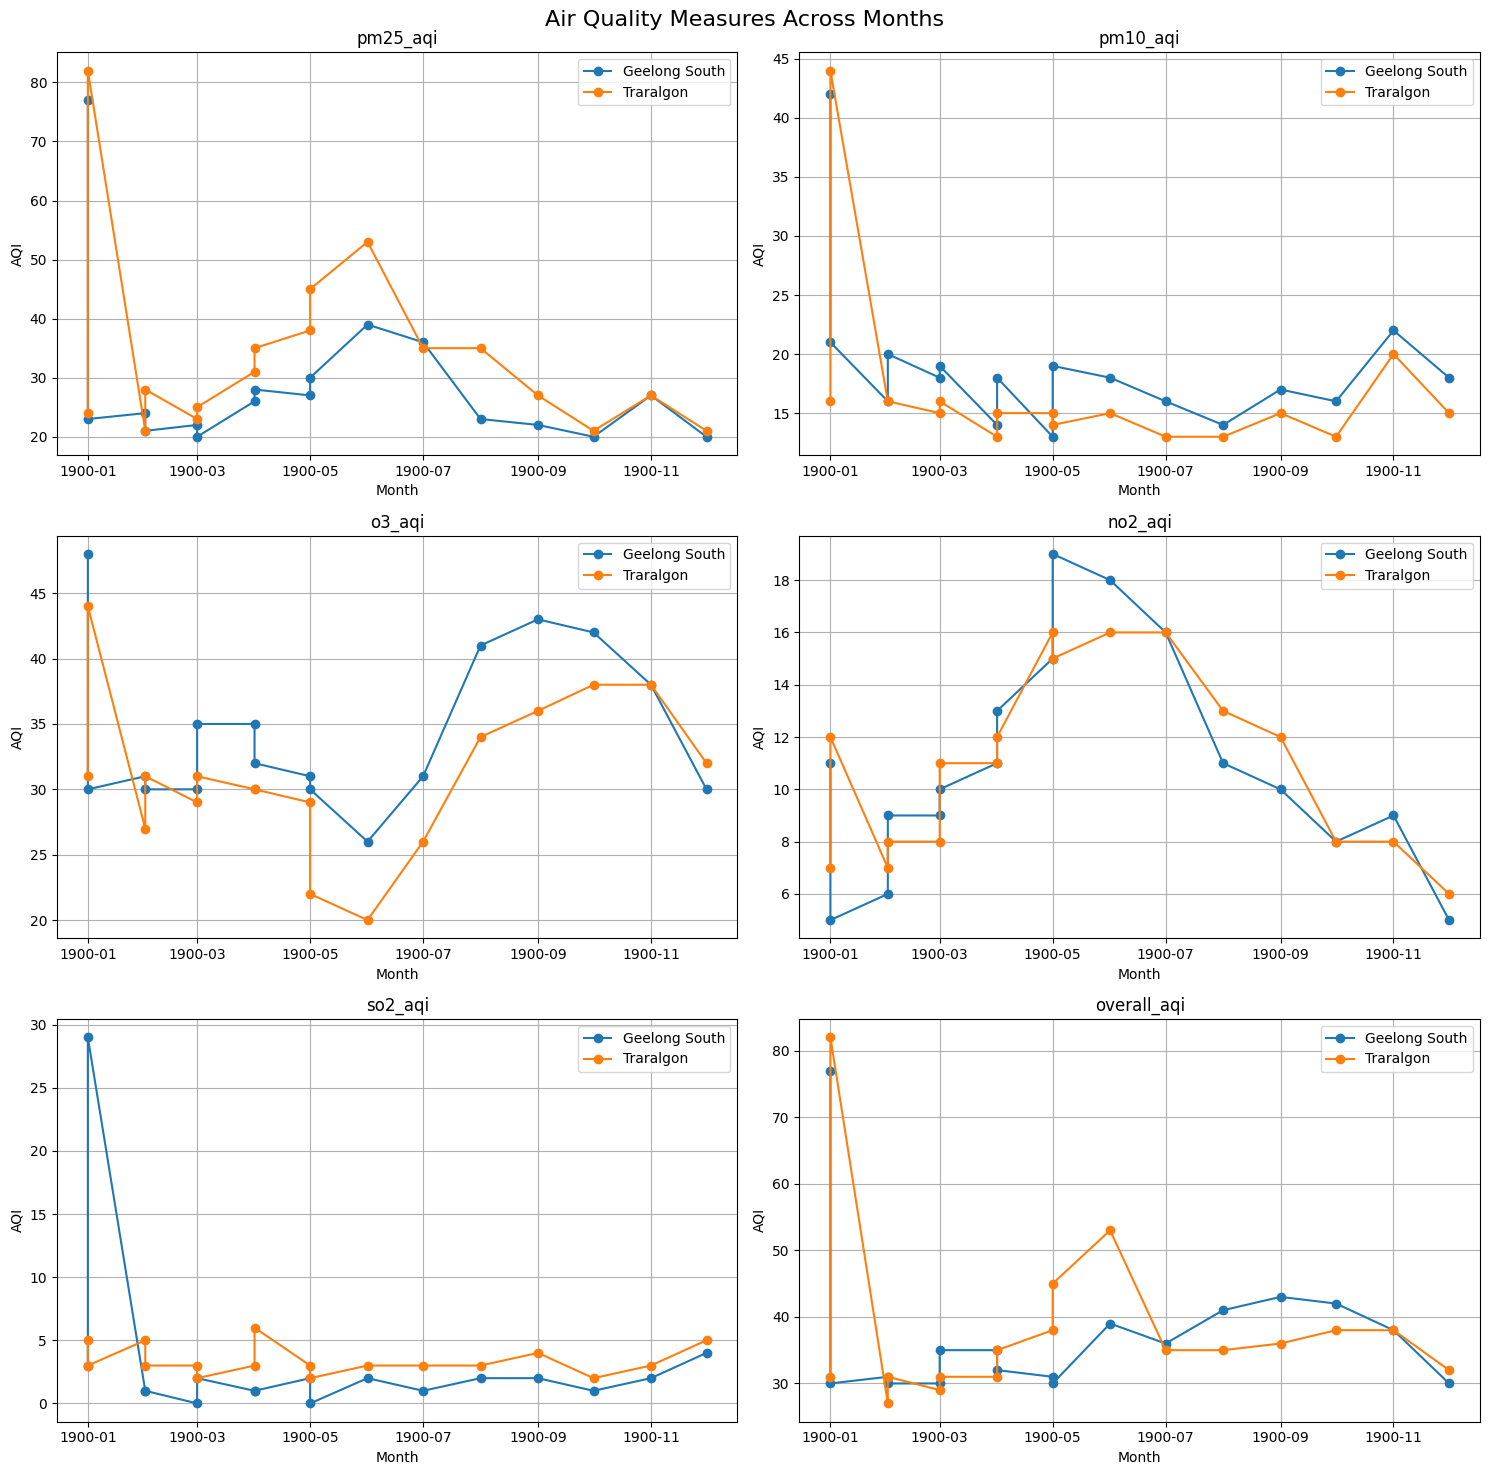 Air Quality Measures Across Months
pm25_aqi
80
70
60
50
40
30
20
AQI
Geelong South
Traralgon
1900-01 1900-03 1900-05 1900-07 1900-09 1900-11
Month
pm10_aqi
45
40
35
30
25
20
15
AQI
Geelong South
Traralgon
1900-01 1900-03 1900-05 1900-07 1900-09 1900-11
Month
o3_aqi
45
40
35
30
25
20
AQI
Geelong South
Traralgon
1900-01 1900-03 1900-05 1900-07 1900-09 1900-11
Month
no2_aqi
18
16
14
12
10
8
6
AQI
Geelong South
Traralgon
1900-01 1900-03 1900-05 1900-07 1900-09 1900-11
Month
so2_aqi
30
25
20
15
10
5
0
AQI
Geelong South
Traralgon
1900-01 1900-03 1900-05 1900-07 1900-09 1900-11
Month
overall_aqi
80
70
60
50
40
30
AQI
Geelong South
Traralgon
1900-01 1900-03 1900-05 1900-07 1900-09 1900-11
Month